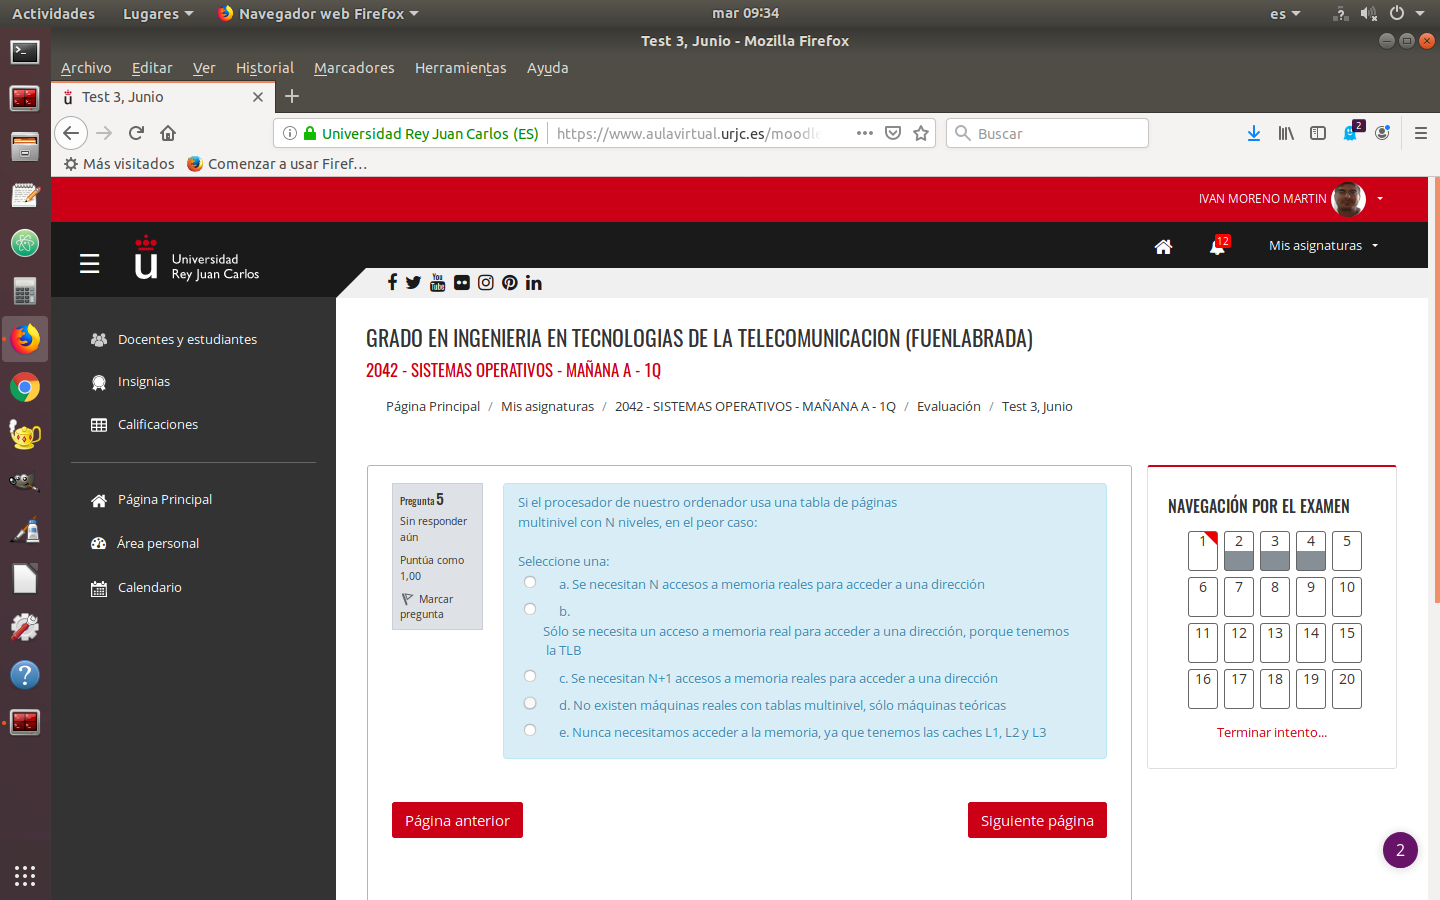 Actividades Lugares Navegador web Firefox mar 09:34 es
Test 3, Junio - Mozilla Firefox
Archivo Editar Ver Historial Marcadores Herramientas Ayuda
Test 3, Junio
Universidad Rey Juan Carlos (ES) https://www.aulavirtual.urjc.es/moodle Buscar 2
Más visitados Comenzar a usar Firef…
IVAN MORENO MARTIN
Universidad
Rey Juan Carlos
12 Mis asignaturas
You
Tube
Docentes y estudiantes
Insignias
Calificaciones
Página Principal
Área personal
Calendario
GRADO EN INGENIERIA EN TECNOLOGIAS DE LA TELECOMUNICACION (FUENLABRADA)
2042 - SISTEMAS OPERATIVOS - MAÑANA A - 1Q
Página Principal / Mis asignaturas / 2042 - SISTEMAS OPERATIVOS - MAÑANA A - 1Q / Evaluación / Test 3, Junio
Pregunta 5
Sin responder
aún
Puntúa como
1,00
Marcar
pregunta
Si el procesador de nuestro ordenador usa una tabla de páginas
multinivel con N niveles, en el peor caso:
Seleccione una:
a. Se necesitan N accesos a memoria reales para acceder a una dirección
b.
Sólo se necesita un acceso a memoria real para acceder a una dirección, porque tenemos
la TLB
c. Se necesitan N+1 accesos a memoria reales para acceder a una dirección
d. No existen máquinas reales con tablas multinivel, sólo máquinas teóricas
e. Nunca necesitamos acceder a la memoria, ya que tenemos las caches L1, L2 y L3
Página anterior
Siguiente página
NAVEGACIÓN POR EL EXAMEN
1 2 3 4 5
6 7 8 9 10
11 12 13 14 15
16 17 18 19 20
Terminar intento...
2